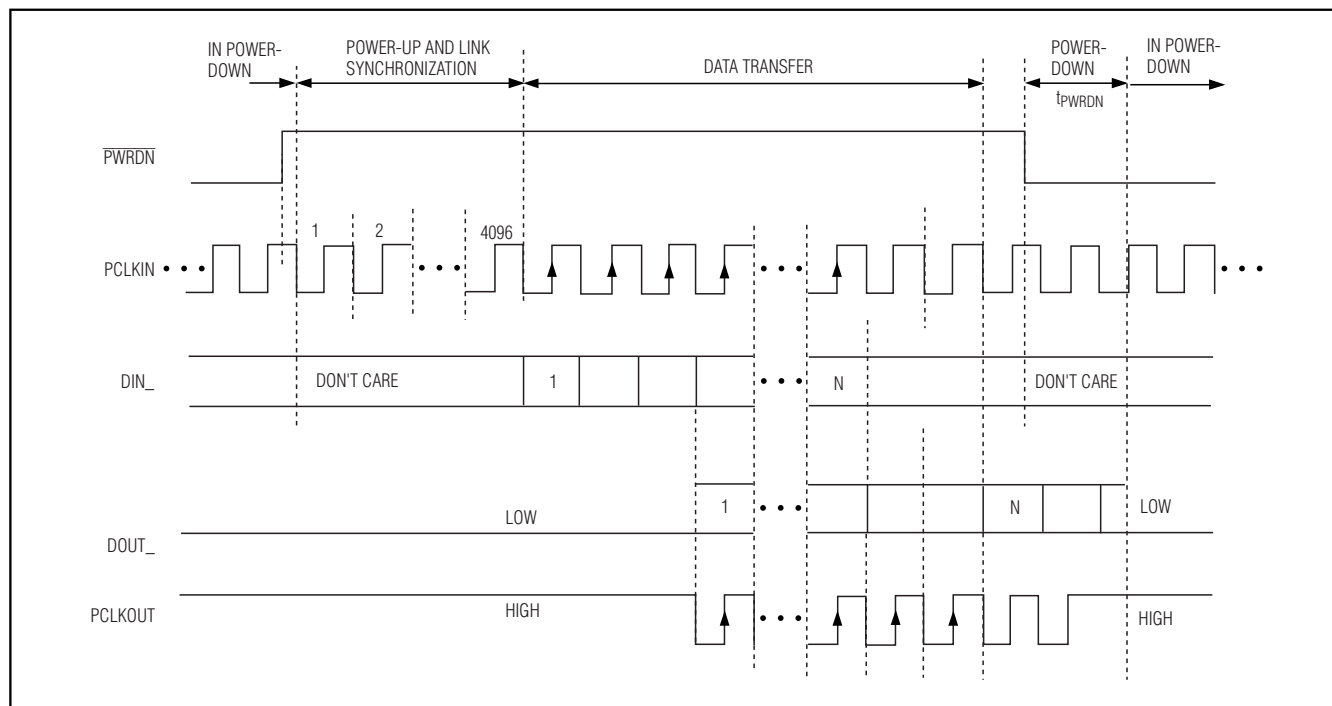 IN POWER-
DOWN
POWER-UP AND LINK
SYNCHRONIZATION
DATA TRANSFER
POWER-
DOWN
tPWRDN
IN POWER-
DOWN
PWRDN
1
2
4096
PCLKIN
DIN_
DON'T CARE
1
N
DON'T CARE
1
N
LOW
LOW
DOUT_
HIGH
PCLKOUT
HIGH